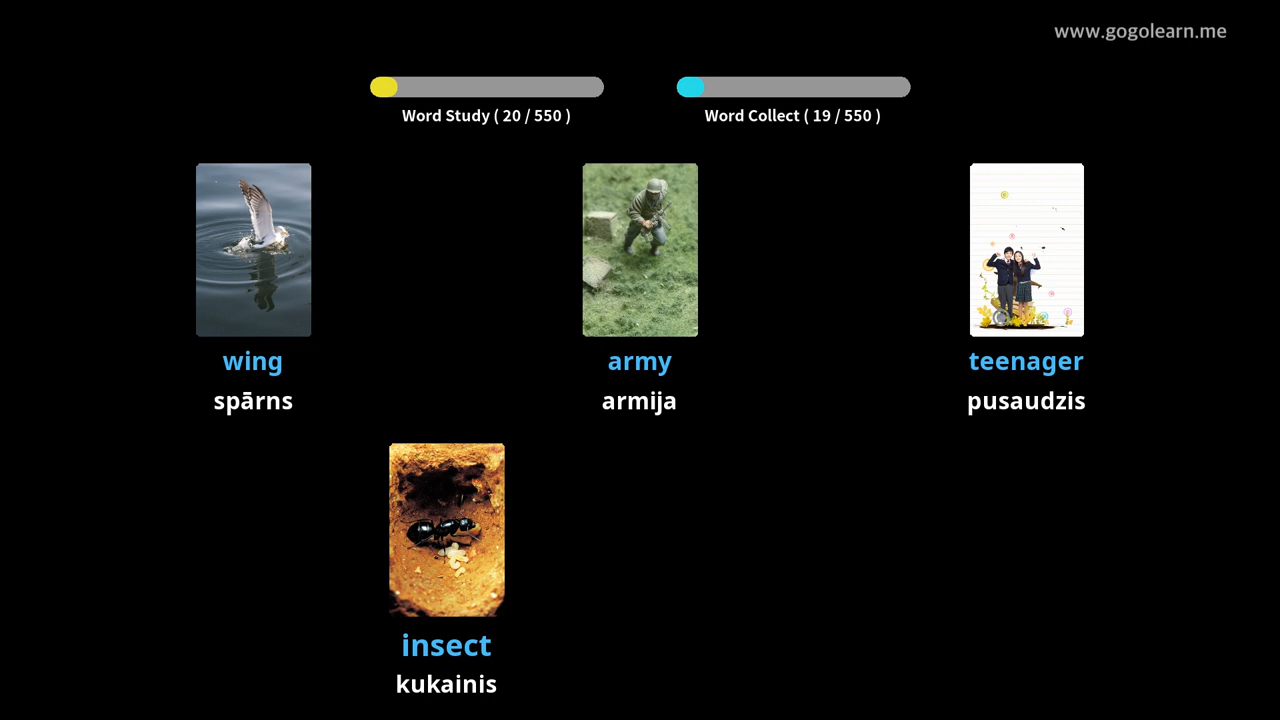 www.gogolearn.me
Word Study ( 20 / 550 )
Word Collect ( 19 / 550 )
wing
army
teenager
spārns
armija
pusaudzis
insect
kukainis